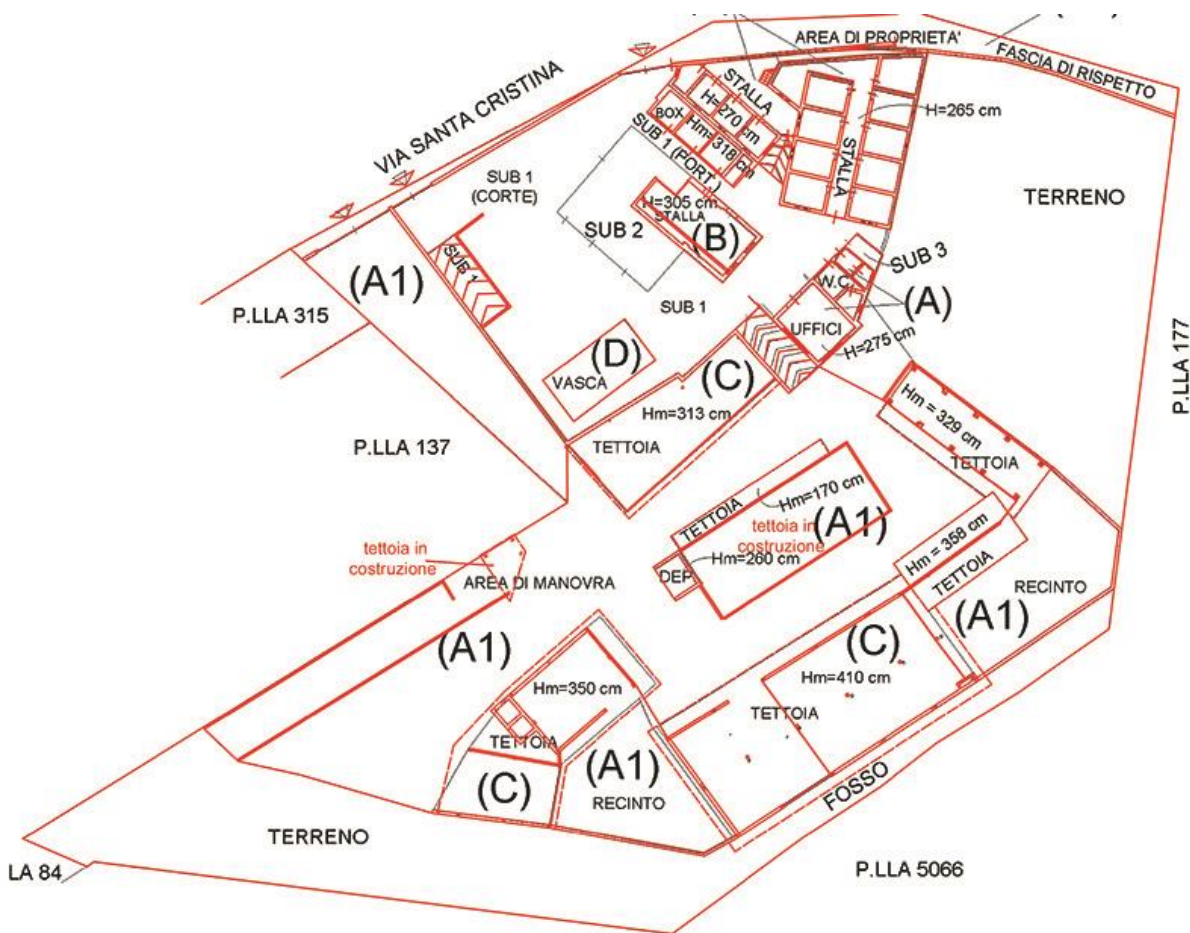 AREA DI PROPRIETA'
FASCIA DI RISPETTO
VIA SANTA CRISTINA
STALLA
H=270 cm
BOX
Hm=318 cm
SUB 1 (PORT.)
H=265 cm
STALLA
TERRENO
SUB 1
(CORTE)
H=305 cm
STALLA
SUB 2
(B)
SUB 1
(A1)
SUB 3
W.C.
(A)
SUB 1
UFFICI
H=275 cm
P.LLA 315
P.LLA 177
(D)
VASCA
(C)
Hm=313 cm
TETTOIA
P.LLA 137
Hm = 329 cm
TETTOIA
TETTOIA
Hm=170 cm
tettoia in
costruzione
(A1)
Hm=260 cm
DEP.
Hm = 358 cm
TETTOIA
RECINTO
(A1)
tettoia in
costruzione
AREA DI MANOVRA
(A1)
(C)
Hm=410 cm
TETTOIA
Hm=350 cm
TETTOIA
(C)
(A1)
RECINTO
FOSSO
TERRENO
LA 84
P.LLA 5066